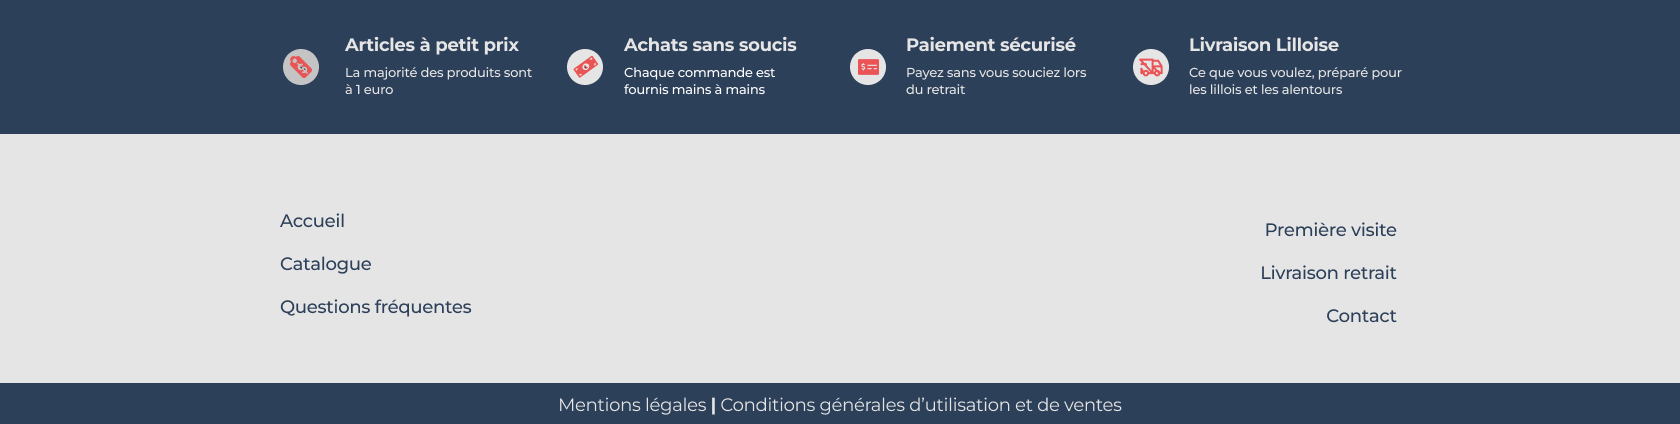 Articles à petit prix
La majorité des produits sont
à 1 euro
Achats sans soucis
Chaque commande est
fournis mains à mains
Paiement sécurisé
Payez sans vous souciez lors
du retrait
Livraison Lilloise
Ce que vous voulez, préparé pour
les lillois et les alentours
Accueil
Catalogue
Questions fréquentes
Première visite
Livraison retrait
Contact
Mentions légales | Conditions générales d’utilisation et de ventes